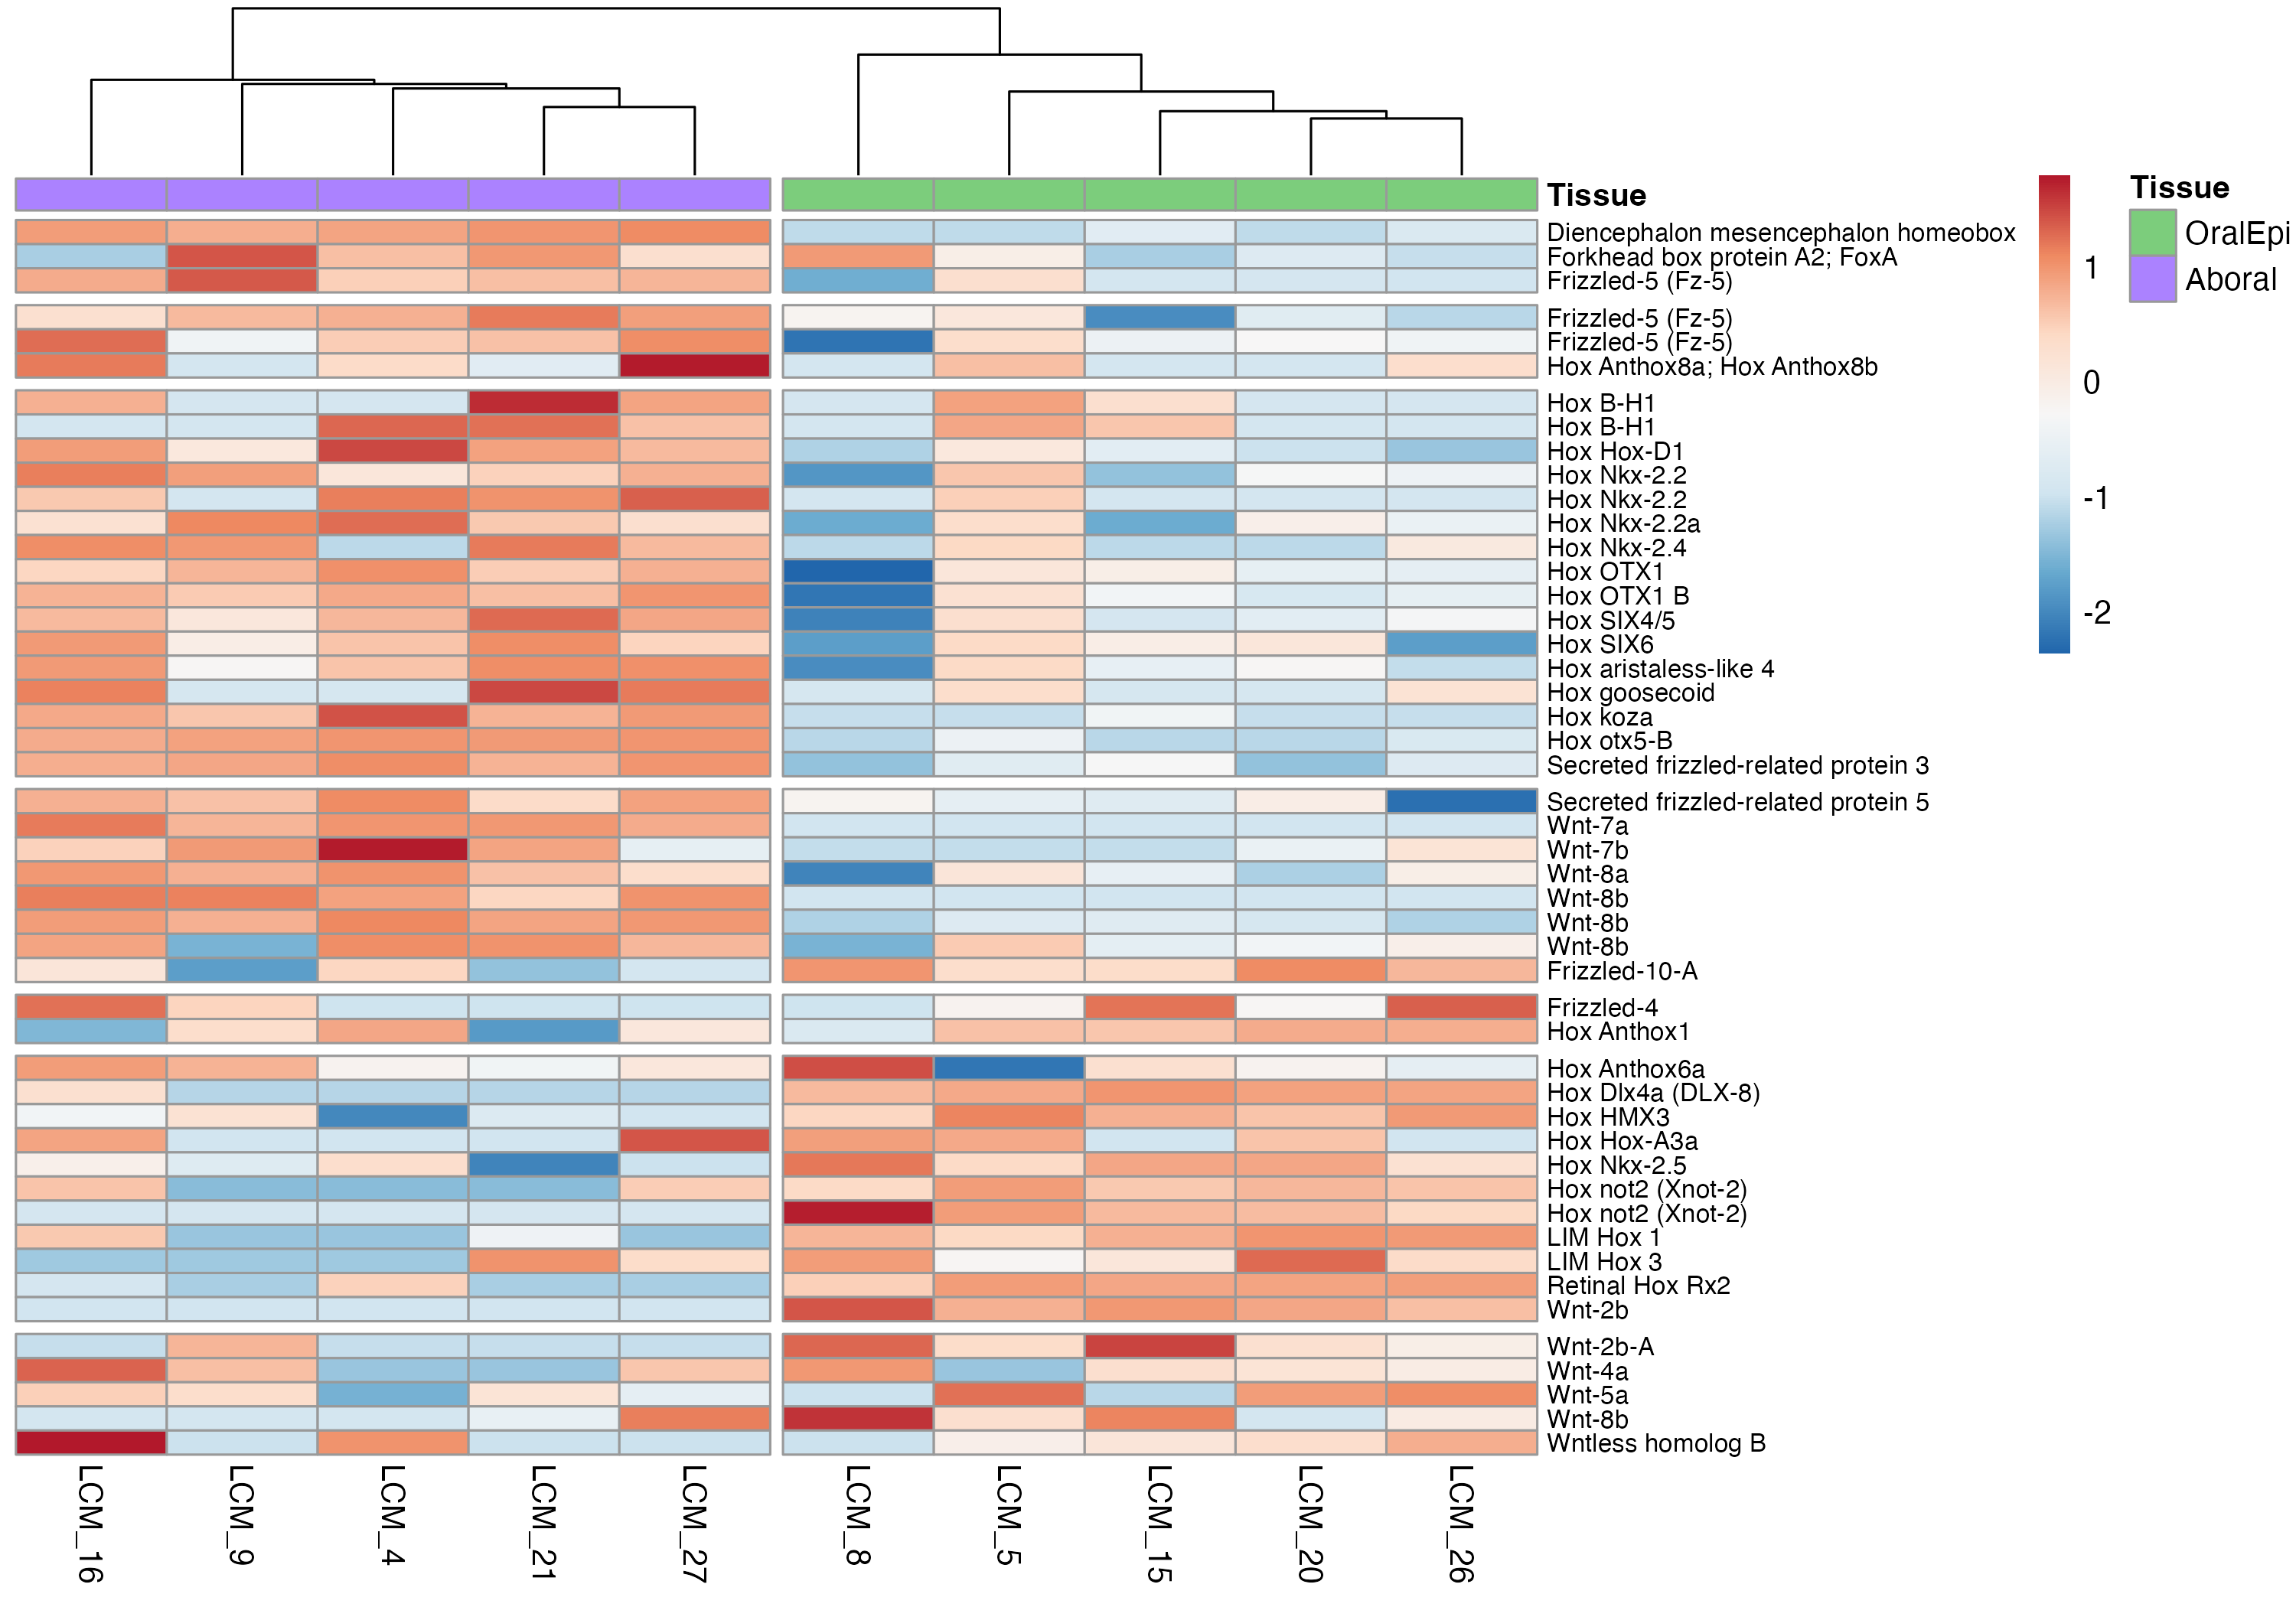 Tissue
Diencephalon mesencephalon homeobox
Forkhead box protein A2; FoxA
Frizzled-5 (Fz-5)
Frizzled-5 (Fz-5)
Frizzled-5 (Fz-5)
Hox Anthox8a; Hox Anthox8b
Hox B-H1
Hox B-H1
Hox Hox-D1
Hox Nkx-2.2
Hox Nkx-2.2
Hox Nkx-2.2a
Hox Nkx-2.4
Hox OTX1
Hox OTX1 B
Hox SIX4/5
Hox SIX6
Hox aristaless-like 4
Hox goosecoid
Hox koza
Hox otx5-B
Secreted frizzled-related protein 3
Secreted frizzled-related protein 5
Wnt-7a
Wnt-7b
Wnt-8a
Wnt-8b
Wnt-8b
Wnt-8b
Frizzled-10-A
Frizzled-4
Hox Anthox1
Hox Anthox6a
Hox Dlx4a (DLX-8)
Hox HMX3
Hox Hox-A3a
Hox Nkx-2.5
Hox not2 (Xnot-2)
Hox not2 (Xnot-2)
LIM Hox 1
LIM Hox 3
Retinal Hox Rx2
Wnt-2b
Wnt-2b-A
Wnt-4a
Wnt-5a
Wnt-8b
Wntless homolog B
LCM_16
LCM_9
LCM_4
LCM_21
LCM_27
LCM_8
LCM_5
LCM_15
LCM_20
LCM_26
1
0
-1
-2
Tissue
OralEpi
Aboral